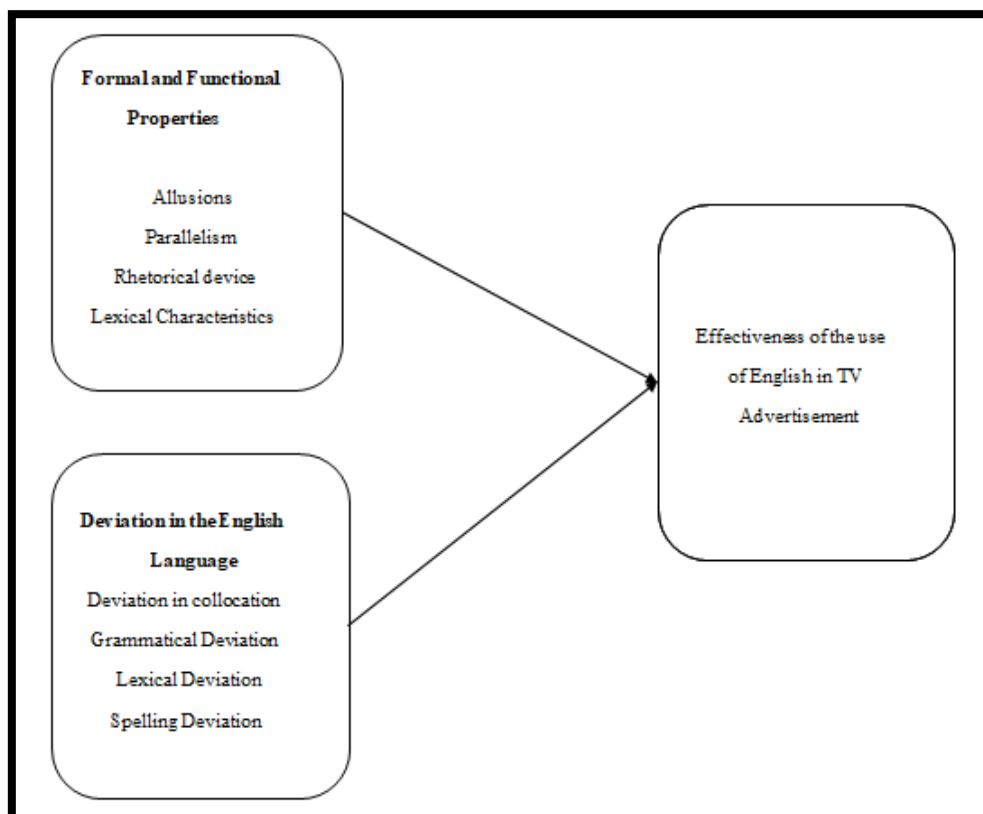 Formal and Functional
Properties
Allusions
Parallelism
Rhetorical device
Lexical Characteristics
Deviation in the English
Language
Deviation in collocation
Grammatical Deviation
Lexical Deviation
Spelling Deviation
Effectiveness of the use
of English in TV
Advertisement